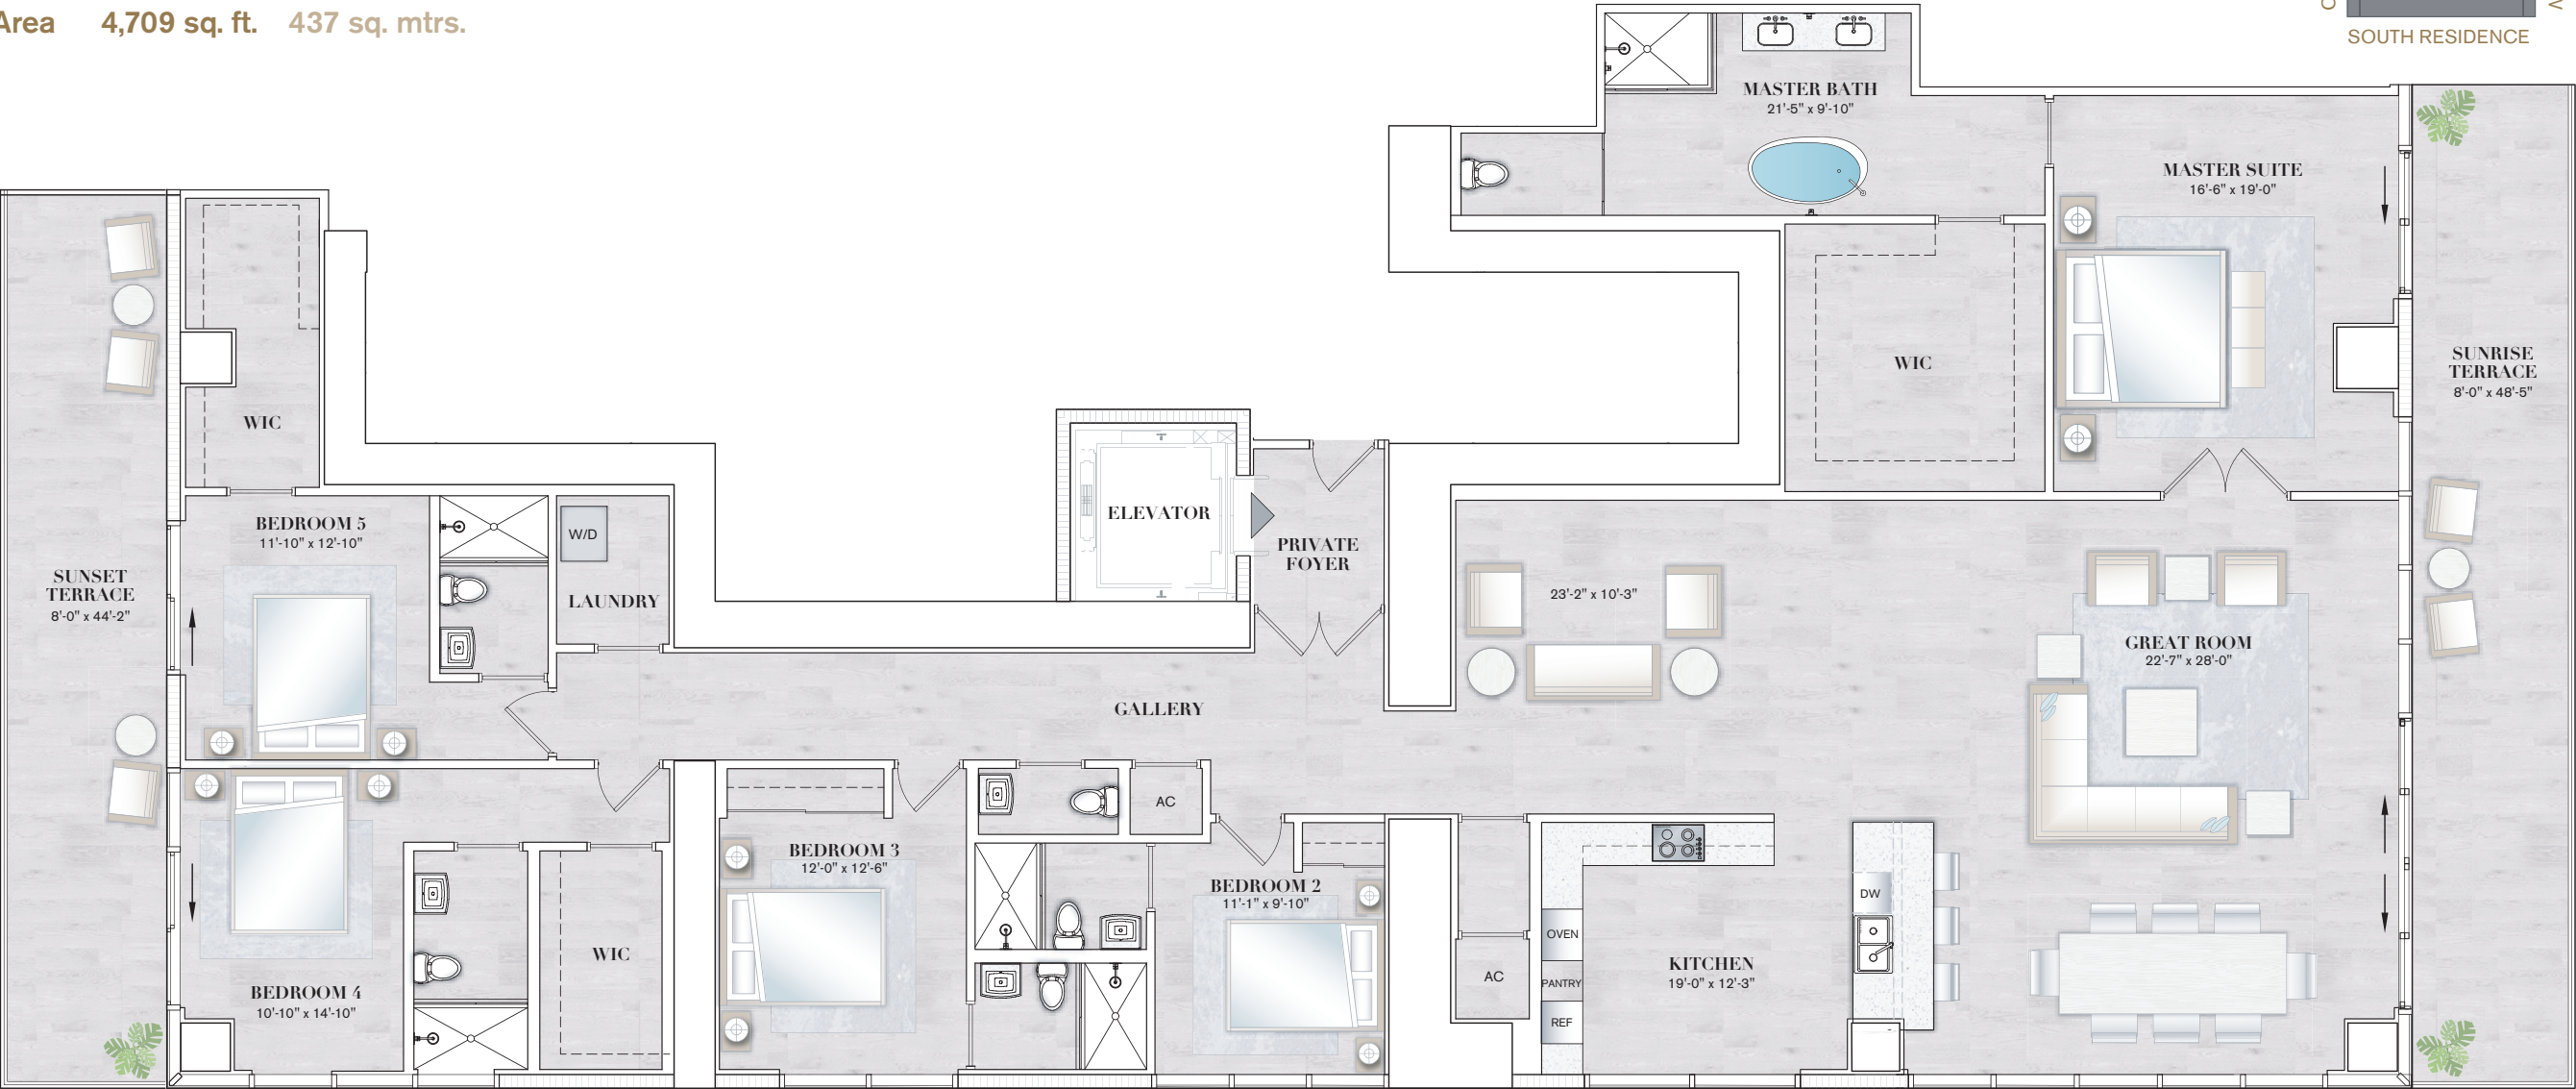 Area 4,709 sq. ft. 437 sq. mtrs.
SOUTH RESIDENCE
MASTER BATH
21'-5" x 9'-10"
MASTER SUITE
16'-6" x 19'-0"
WIC
SUNRISE
TERRACE
8'-0" x 48'-5"
WIC
ELEVATOR
PRIVATE
FOYER
BEDROOM 5
11'-10" x 12'-10"
W/D
LAUNDRY
SUNSET
TERRACE
8'-0" x 44'-2"
23'-2" x 10'-3"
GREAT ROOM
22'-7" x 28'-0"
GALLERY
AC
BEDROOM 3
12'-0" x 12'-6"
BEDROOM 2
11'-1" x 9'-10"
DW
OVEN
PANTRY
REF
AC
KITCHEN
19'-0" x 12'-3"
WIC
BEDROOM 4
10'-10" x 14'-10"